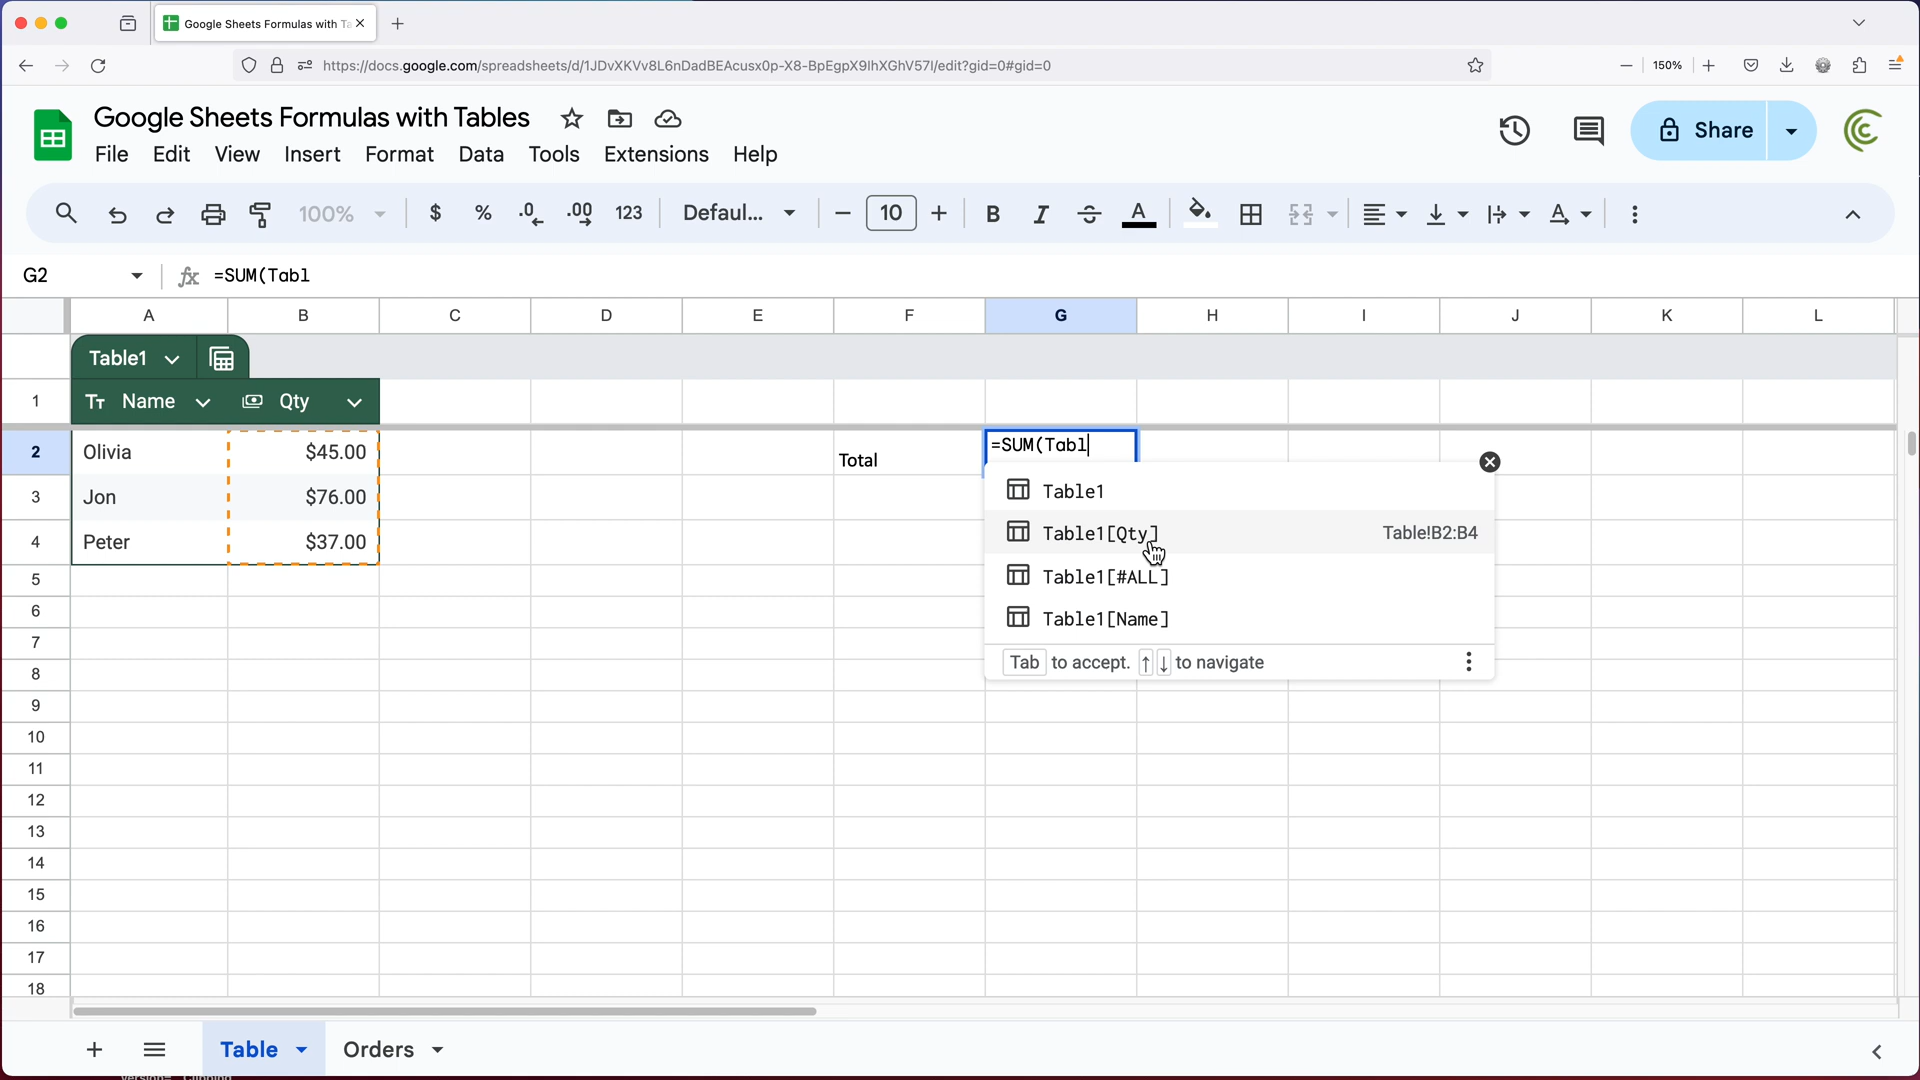 Google Sheets Formulas with Ta
https://docs.google.com/spreadsheets/d/1JDvXKVv8L6nDadBEAcusx0p-X8-BpEgpX9IhXGhV57I/edit?gid=0#gid=0
150%
Google Sheets Formulas with Tables
File Edit View Insert Format Data Tools Extensions Help
Share
100% $ % .0 .00 123 Defaul... 10 B I A
G2 fx =SUM(Tabl
A B C D E F G H I J K L
Table1
1 Tт Name Qty
2 Olivia $45.00 Total =SUM(Tabl
3 Jon $76.00
4 Peter $37.00
5
6
7
8
9
10
11
12
13
14
15
16
17
18
Table1
Table1[Qty] Table!B2:B4
Table1[#ALL]
Table1[Name]
Tab to accept. ↑ ↓ to navigate
Table Orders